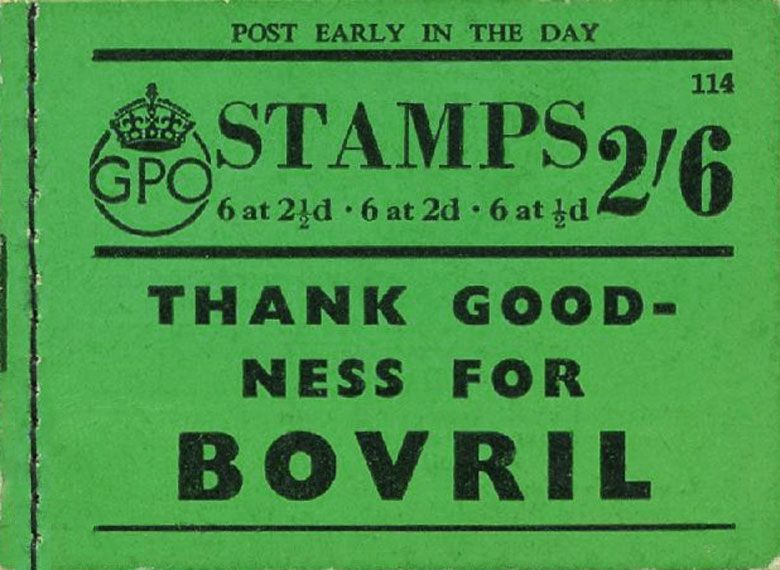 POST EARLY IN THE DAY
114
GPO
STAMPS 2/6
6 at 2½d · 6 at 2d · 6 at ½d
THANK GOOD-
NESS FOR
BOVRIL